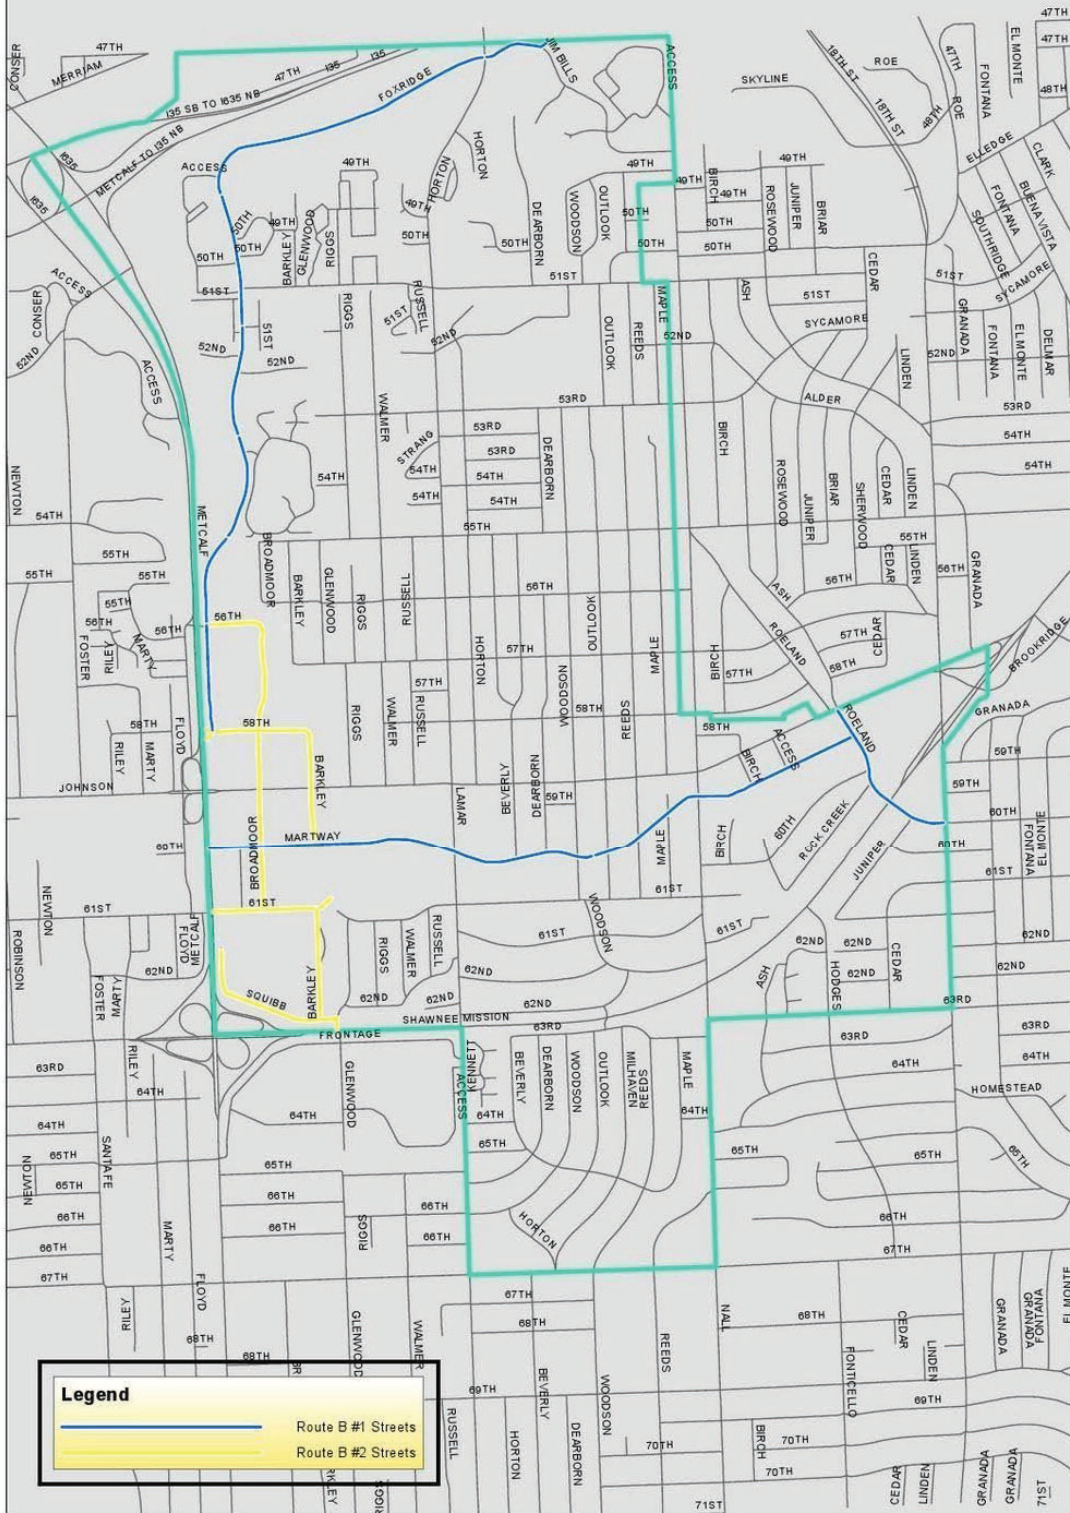 47TH
47TH
47TH
CONSER
MERRIAM
47TH
I35
I35
JIM BILLS
ACCESS
18TH ST
ROE
47TH
FONTANA
EL MONTE
48TH
FOXRIDGE
SKYLINE
18TH ST
ROE
48TH
I35 SB TO I635 NB
METCALF TO I35 NB
I635
I635
ACCESS
49TH
HORTON
HORTON
49TH
49TH
BIRCH
49TH
49TH
ELLEDGE
CLARK
BUENA VISTA
FONTANA
SOUTHRIDGE
SYCAMORE
50TH
49TH
50TH
50TH
BARKLEY
GLENWOOD
RIGGS
49TH
50TH
50TH
DEARBORN
WOODSON
OUTLOOK
50TH
50TH
50TH
50TH
ROSEWOOD
JUNIPER
BRIAR
CEDAR
ACCESS
CONSER
52ND
51ST
51ST
52ND
52ND
RIGGS
RUSSELL
51ST
52ND
51ST
OUTLOOK
REEDS
MAPLE
52ND
ASH
51ST
SYCAMORE
51ST
GRANADA
FONTANA
EL MONTE
DELMAR
52ND
LINDEN
ACCESS
WALMER
53RD
ALDER
53RD
STRANG
53RD
53RD
54TH
54TH
54TH
54TH
54TH
DEARBORN
BIRCH
54TH
54TH
NEWTON
METCALF
54TH
55TH
ROSEWOOD
JUNIPER
BRIAR
SHERWOOD
CEDAR
LINDEN
55TH
CEDAR
LINDEN
56TH
GRANADA
55TH
55TH
55TH
55TH
BROADMOOR
BARKLEY
GLENWOOD
RIGGS
RUSSELL
56TH
ASH
56TH
56TH
56TH
56TH
FOSTER
RILEY
MARTY
HORTON
57TH
OUTLOOK
MAPLE
BIRCH
57TH
ROELAND
57TH
CEDAR
58TH
BROOKRIDGE
57TH
RIGGS
WALMER
RUSSELL
WOODSON
58TH
REEDS
58TH
58TH
FLOYD
RILEY
MARTY
58TH
BIRCH
ACCESS
ROELAND
GRANADA
59TH
59TH
JOHNSON
BARKLEY
LAMAR
BEVERLY
DEARBORN
59TH
60TH
60TH
60TH
MARTWAY
BROADMOOR
MAPLE
BIRCH
60TH
ROCK CREEK
JUNIPER
FONTANA
EL MONTE
61ST
NEWTON
ROBINSON
61ST
61ST
61ST
61ST
61ST
WOODSON
METCALF
FLOYD
62ND
RIGGS
WALMER
RUSSELL
62ND
62ND
62ND
62ND
FOSTER
MARTY
SQUIBB
BARKLEY
ASH
62ND
62ND
62ND
HODGES
CEDAR
62ND
63RD
SHAWNEE MISSION
FRONTAGE
63RD
63RD
63RD
63RD
RILEY
64TH
64TH
GLENWOOD
KENNETT
ACCESS
BEVERLY
DEARBORN
WOODSON
OUTLOOK
MILHAVEN
REEDS
MAPLE
64TH
64TH
64TH
64TH
HOMESTEAD
64TH
65TH
65TH
65TH
65TH
65TH
65TH
65TH
NEWTON
SANTA FE
66TH
66TH
66TH
66TH
66TH
66TH
MARTY
RIGGS
HORTON
67TH
67TH
67TH
RILEY
FLOYD
68TH
68TH
GLENWOOD
WALMER
68TH
REEDS
NALL
68TH
CEDAR
LINDEN
GRANADA
FONTANA
GRANADA
EL MONTE
69TH
BEVERLY
WOODSON
FONTICELLO
69TH
RUSSELL
HORTON
DEARBORN
70TH
BIRCH
70TH
70TH
71ST
CEDAR
LINDEN
GRANADA
GRANADA
71ST
Legend
Route B #1 Streets
Route B #2 Streets